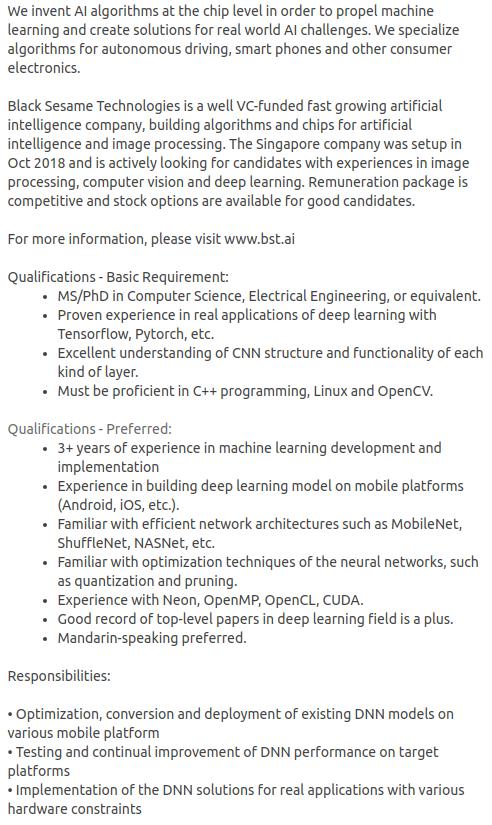 We invent AI algorithms at the chip level in order to propel machine
learning and create solutions for real world AI challenges. We specialize
algorithms for autonomous driving, smart phones and other consumer
electronics.
Black Sesame Technologies is a well VC-funded fast growing artificial
intelligence company, building algorithms and chips for artificial
intelligence and image processing. The Singapore company was setup in
Oct 2018 and is actively looking for candidates with experiences in image
processing, computer vision and deep learning. Remuneration package is
competitive and stock options are available for good candidates.
For more information, please visit www.bst.ai
Qualifications - Basic Requirement:
• MS/PhD in Computer Science, Electrical Engineering, or equivalent.
• Proven experience in real applications of deep learning with
Tensorflow, Pytorch, etc.
• Excellent understanding of CNN structure and functionality of each
kind of layer.
• Must be proficient in C++ programming, Linux and OpenCV.
Qualifications - Preferred:
• 3+ years of experience in machine learning development and
implementation
• Experience in building deep learning model on mobile platforms
(Android, iOS, etc.).
• Familiar with efficient network architectures such as MobileNet,
ShuffleNet, NASNet, etc.
• Familiar with optimization techniques of the neural networks, such
as quantization and pruning.
• Experience with Neon, OpenMP, OpenCL, CUDA.
• Good record of top-level papers in deep learning field is a plus.
• Mandarin-speaking preferred.
Responsibilities:
• Optimization, conversion and deployment of existing DNN models on
various mobile platform
• Testing and continual improvement of DNN performance on target
platforms
• Implementation of the DNN solutions for real applications with various
hardware constraints